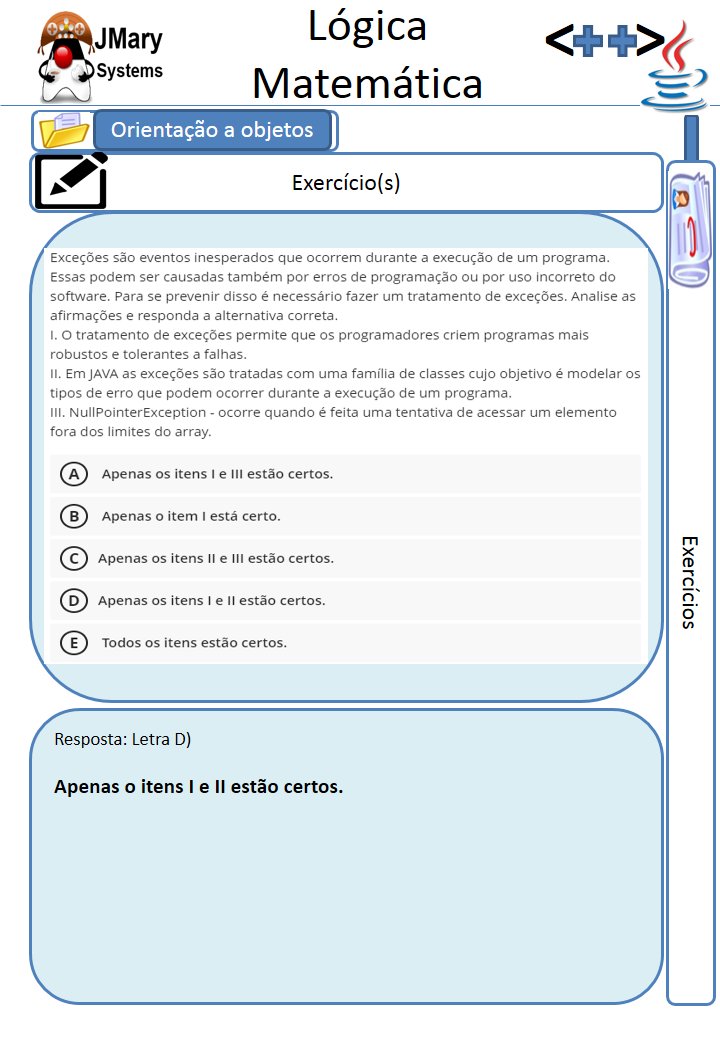 JMary
Systems
Lógica
Matemática
<++>
Orientação a objetos
Exercício(s)
Exceções são eventos inesperados que ocorrem durante a execução de um programa.
Essas podem ser causadas também por erros de programação ou por uso incorreto do
software. Para se prevenir disso é necessário fazer um tratamento de exceções. Analise as
afirmações e responda a alternativa correta.
I. O tratamento de exceções permite que os programadores criem programas mais
robustos e tolerantes a falhas.
II. Em JAVA as exceções são tratadas com uma família de classes cujo objetivo é modelar os
tipos de erro que podem ocorrer durante a execução de um programa.
III. NullPointerException - ocorre quando é feita uma tentativa de acessar um elemento
fora dos limites do array.
A Apenas os itens I e III estão certos.
B Apenas o item I está certo.
C Apenas os itens II e III estão certos.
D Apenas os itens I e II estão certos.
E Todos os itens estão certos.
Exercícios
Resposta: Letra D)
Apenas o itens I e II estão certos.